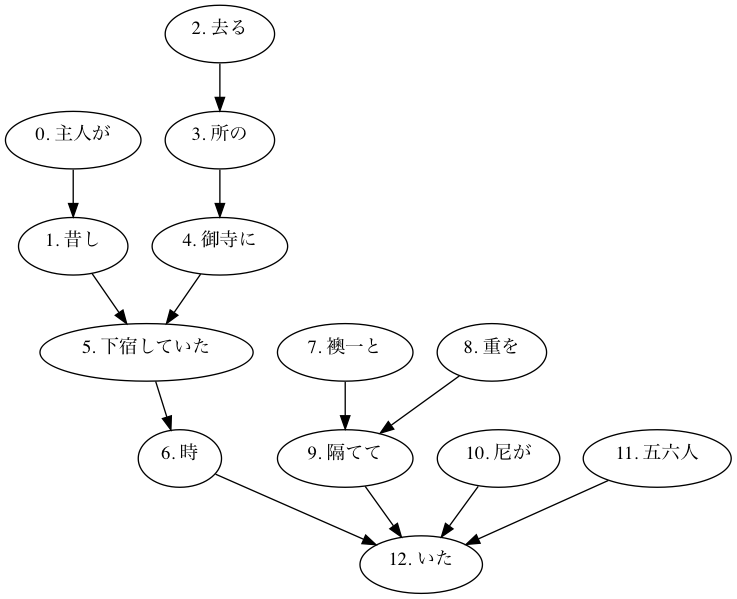 2. 去る
0. 主人が
3. 所の
1. 昔し
4. 御寺に
5. 下宿していた
7. 襖一と
8. 重を
6. 時
9. 隔てて
10. 尼が
11. 五六人
12. いた